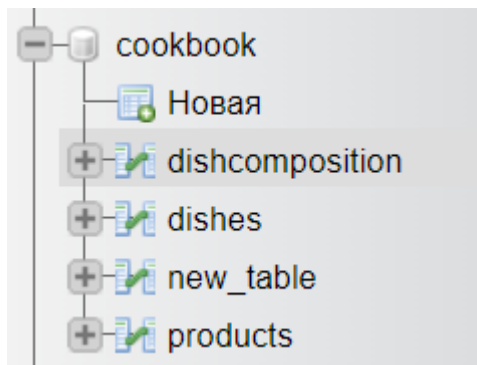 cookbook
Новая
dishcomposition
dishes
new_table
products